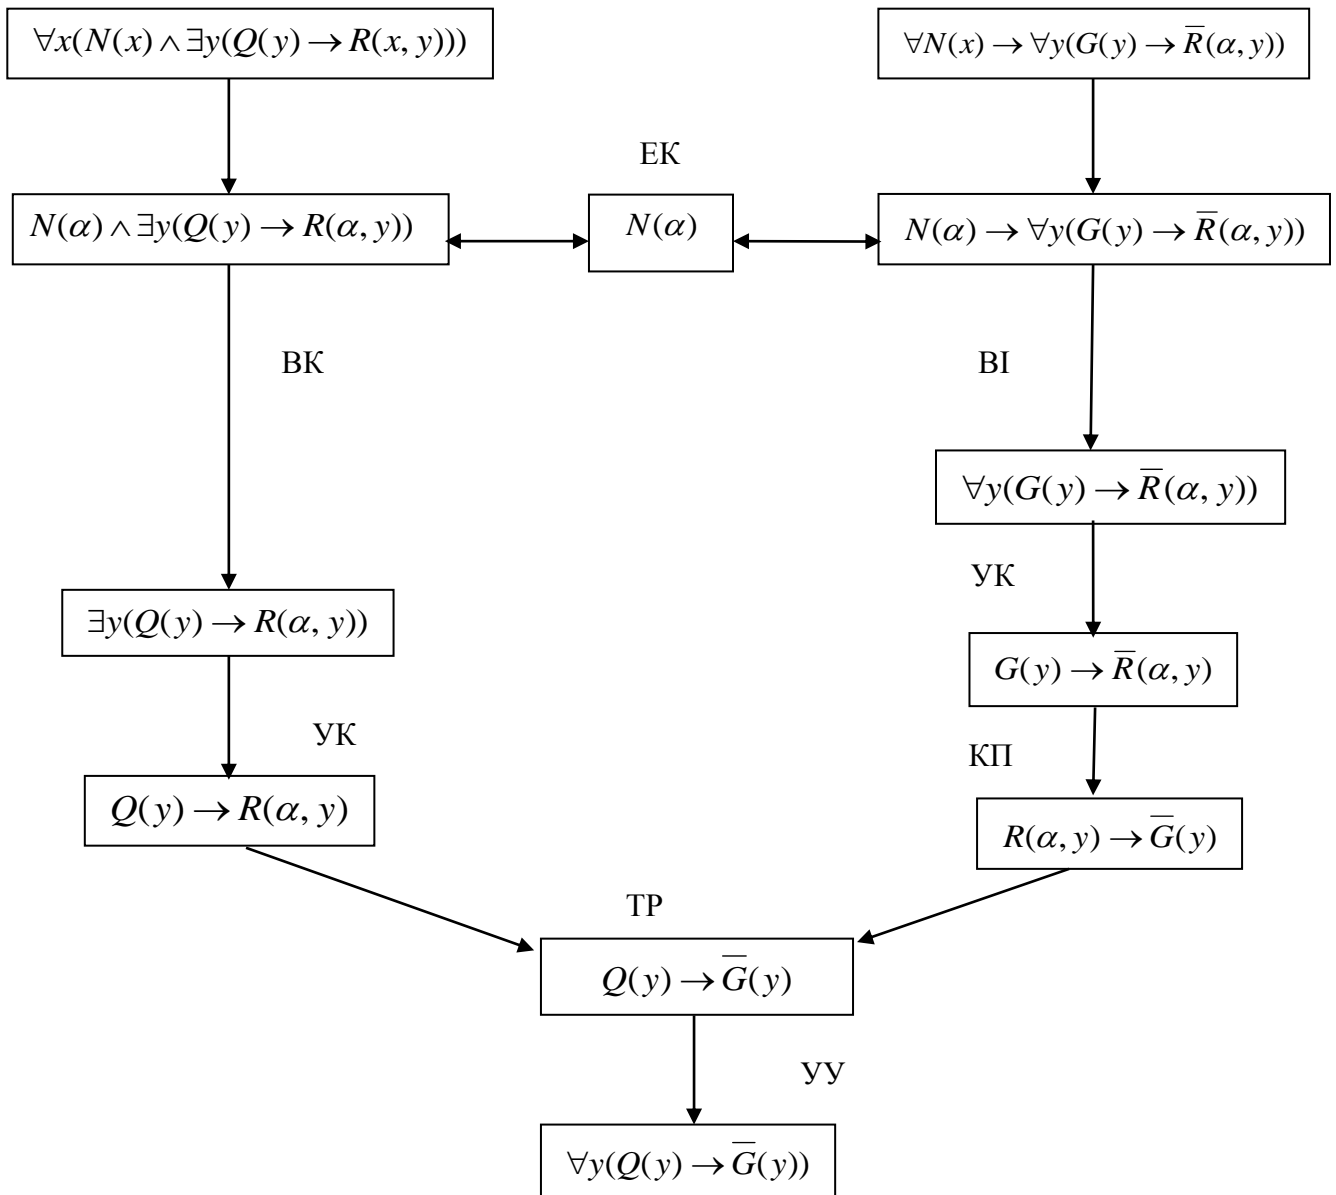 ∀x(N(x) ∧ ∃y(Q(y) → R(x, y)))
∀N(x) → ∀y(G(y) → R̅(α, y))
ЕК
N(α) ∧ ∃y(Q(y) → R(α, y))
N(α)
N(α) → ∀y(G(y) → R̅(α, y))
ВК
ВІ
∀y(G(y) → R̅(α, y))
УК
∃y(Q(y) → R(α, y))
G(y) → R̅(α, y)
УК
КП
Q(y) → R(α, y)
R(α, y) → G̅(y)
ТР
Q(y) → G̅(y)
УУ
∀y(Q(y) → G̅(y))